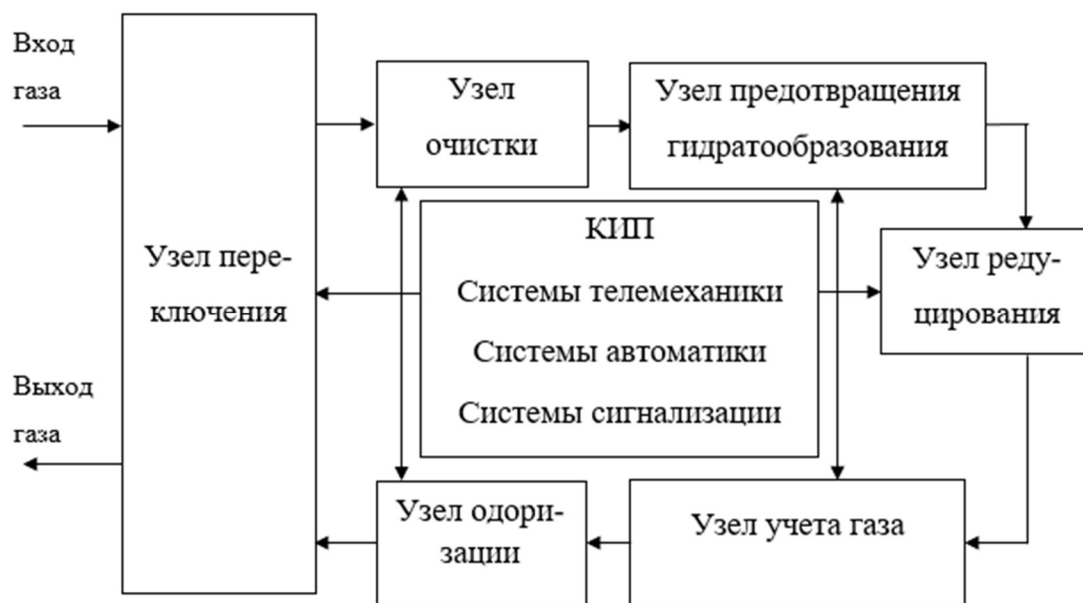 Вход
газа
Узел пере-
ключения
Выход
газа
Узел
очистки
Узел предотвращения
гидратообразования
КИП
Системы телемеханики
Системы автоматики
Системы сигнализации
Узел реду-
цирования
Узел одори-
зации
Узел учета газа